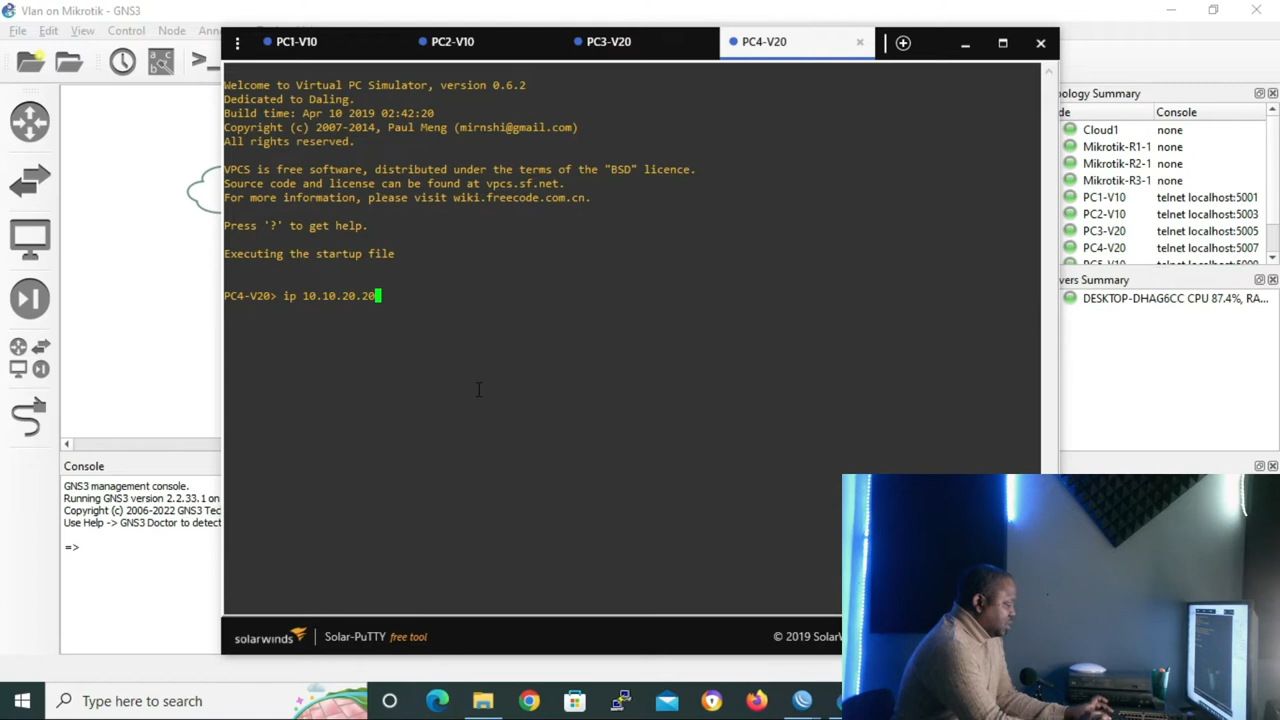 Vlan on Mikrotik - GNS3
File Edit View Control Node
PC1-V10
PC2-V10
PC3-V20
PC4-V20
Welcome to Virtual PC Simulator, version 0.6.2
Dedicated to Daling.
Build time: Apr 10 2019 02:42:20
Copyright (c) 2007-2014, Paul Meng (mirnshi@gmail.com)
All rights reserved.
VPCS is free software, distributed under the terms of the "BSD" licence.
Source code and license can be found at vpcs.sf.net.
For more information, please visit wiki.freecode.com.cn.
Press '?' to get help.
Executing the startup file
PC4-V20> ip 10.10.20.20
solarwinds Solar-PuTTY free tool
© 2019 SolarW
Summary
Console
Cloud1 none
Mikrotik-R1-1 none
Mikrotik-R2-1 none
Mikrotik-R3-1 none
PC1-V10 telnet localhost:5001
PC2-V10 telnet localhost:5003
PC3-V20 telnet localhost:5005
PC4-V20 telnet localhost:5007
Summary
DESKTOP-DHAG6CC CPU 87.4%, RA...
Console
GNS3 management console.
Running GNS3 version 2.2.33.1 on
Copyright (c) 2006-2022 GNS3 Tec
Use Help -> GNS3 Doctor to detect
=>
Type here to search